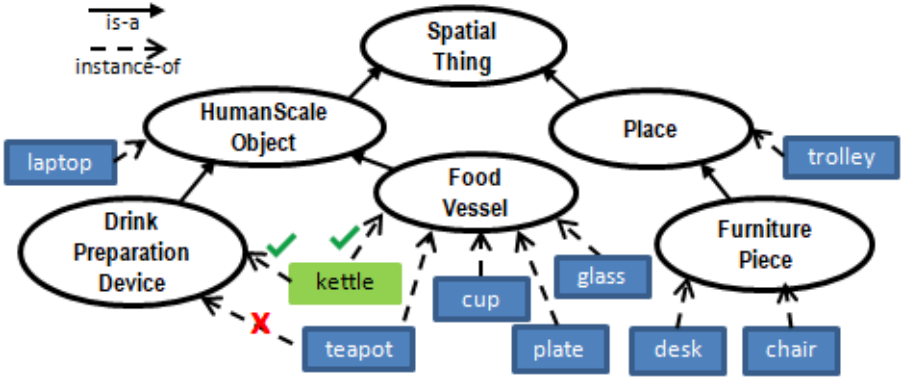 is-a
instance-of
Spatial
Thing
HumanScale
Object
Place
laptop
trolley
Food
Vessel
Drink
Preparation
Device
Furniture
Piece
kettle
glass
cup
teapot
plate
desk
chair
X